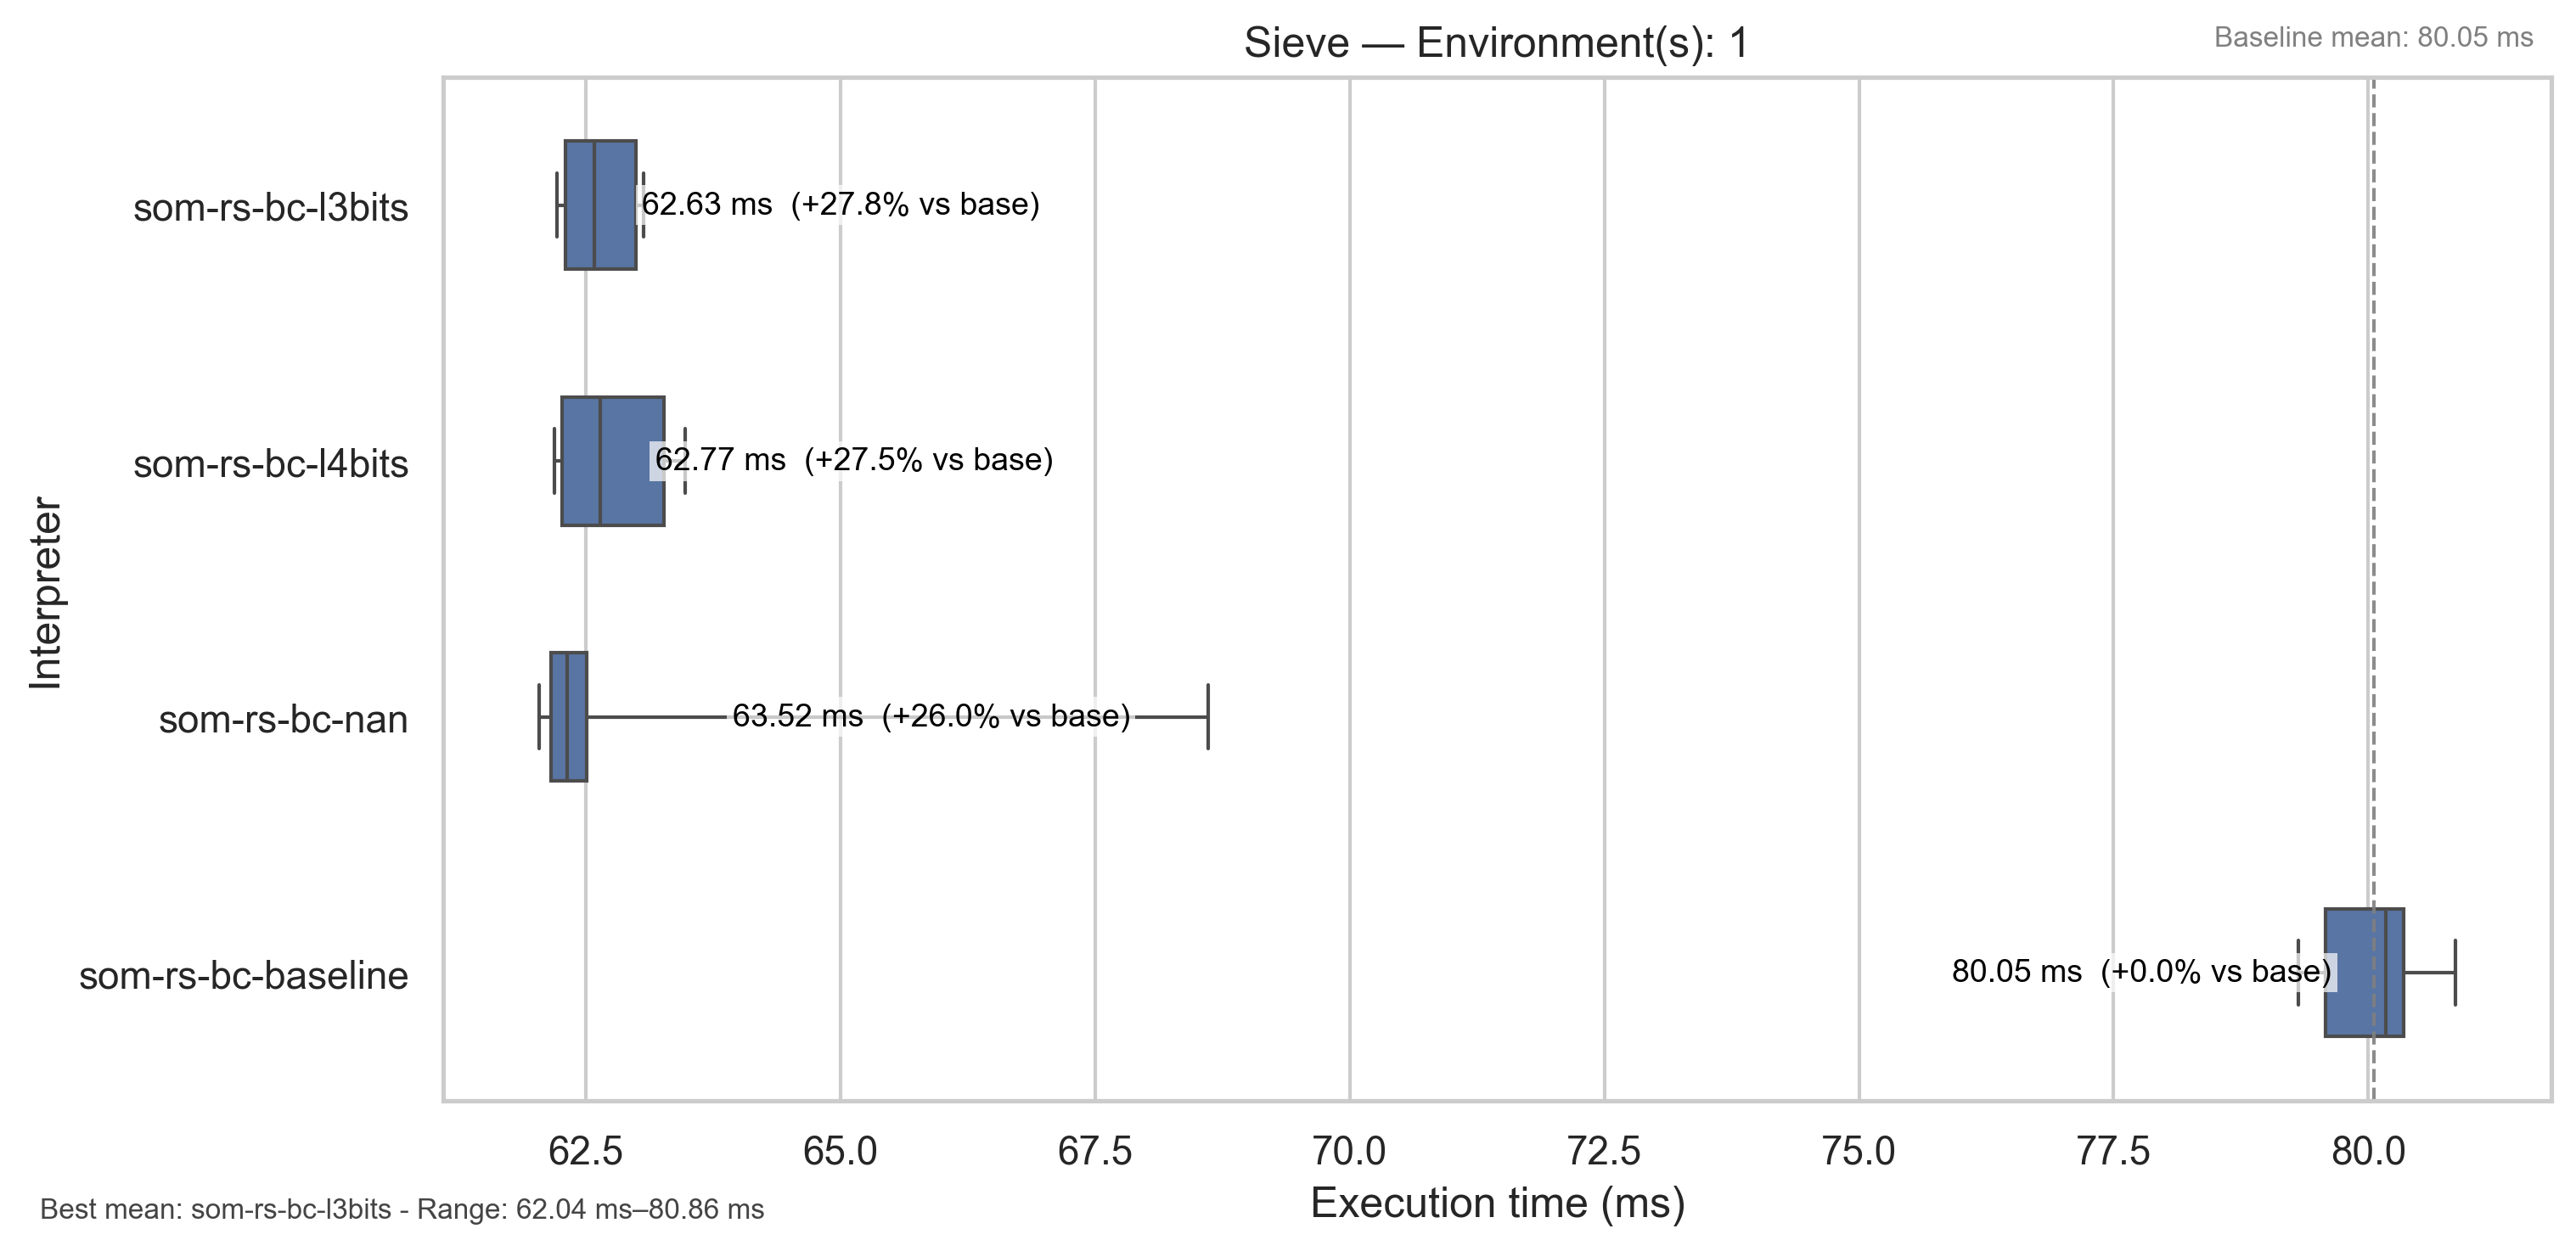 Sieve — Environment(s): 1
Baseline mean: 80.05 ms
Interpreter
som-rs-bc-l3bits
62.63 ms (+27.8% vs base)
som-rs-bc-l4bits
62.77 ms (+27.5% vs base)
som-rs-bc-nan
63.52 ms (+26.0% vs base)
som-rs-bc-baseline
80.05 ms (+0.0% vs base)
62.5 65.0 67.5 70.0 72.5 75.0 77.5 80.0
Execution time (ms)
Best mean: som-rs-bc-l3bits - Range: 62.04 ms–80.86 ms